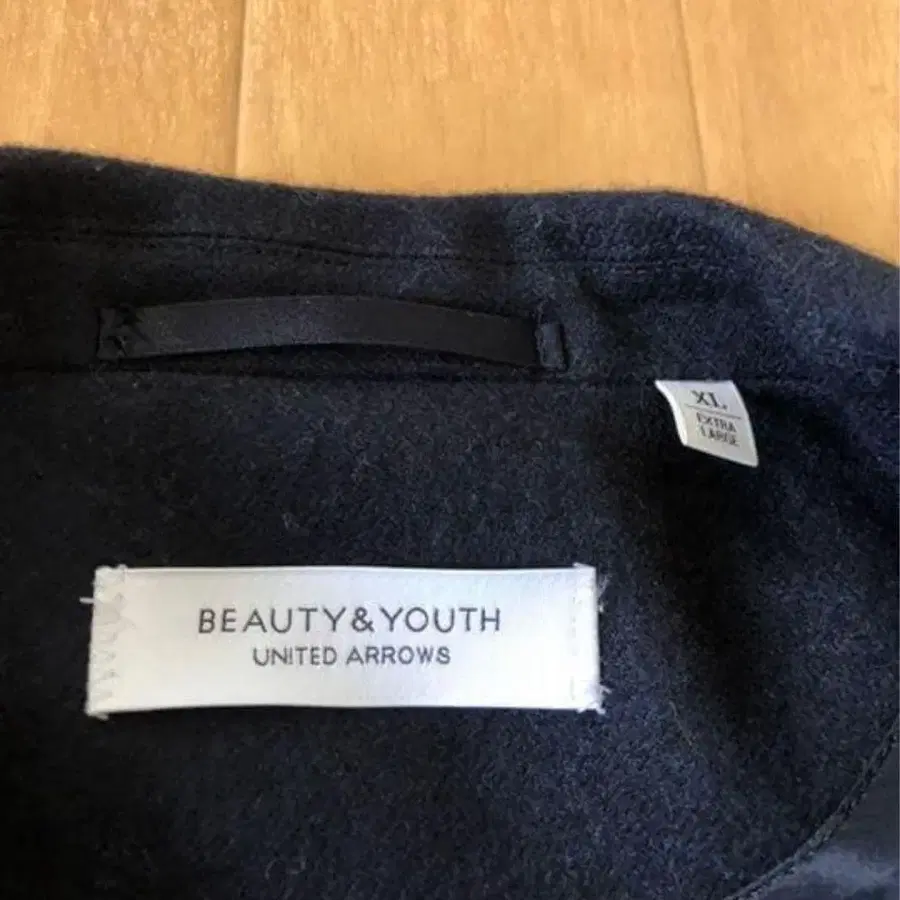 XL
EXTRA
LARGE
BEAUTY&YOUTH
UNITED ARROWS